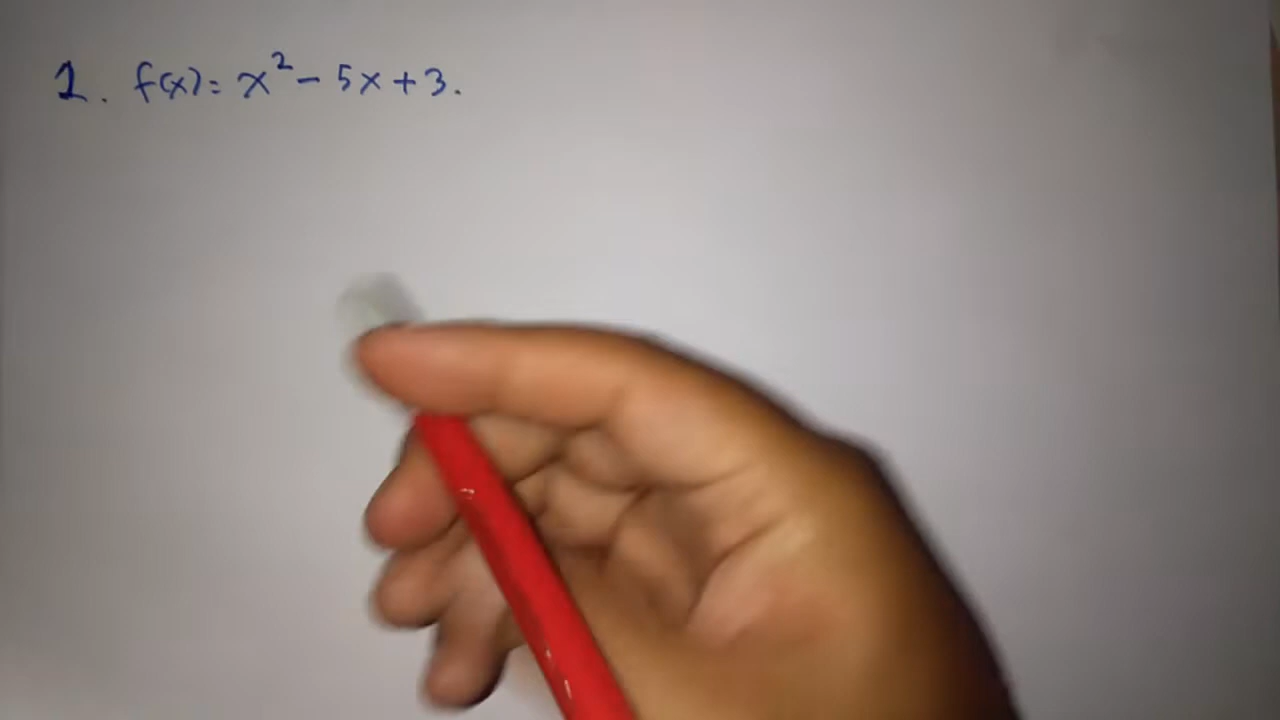 1. f(x) = x² - 5x + 3.